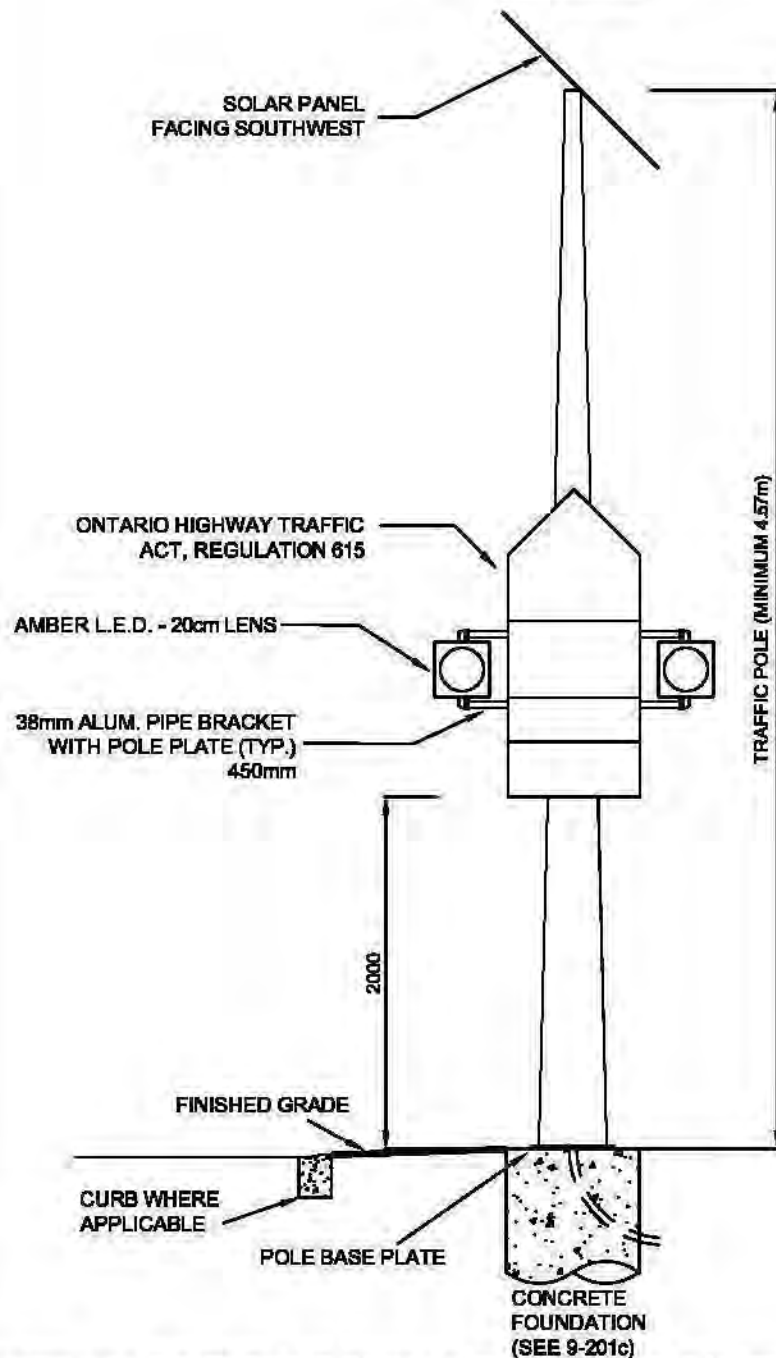 SOLAR PANEL
FACING SOUTHWEST
ONTARIO HIGHWAY TRAFFIC
ACT, REGULATION 615
AMBER L.E.D. - 20cm LENS
38mm ALUM. PIPE BRACKET
WITH POLE PLATE (TYP.)
450mm
TRAFFIC POLE (MINIMUM 4.57m)
2000
FINISHED GRADE
CURB WHERE
APPLICABLE
POLE BASE PLATE
CONCRETE
FOUNDATION
(SEE 9-201c)